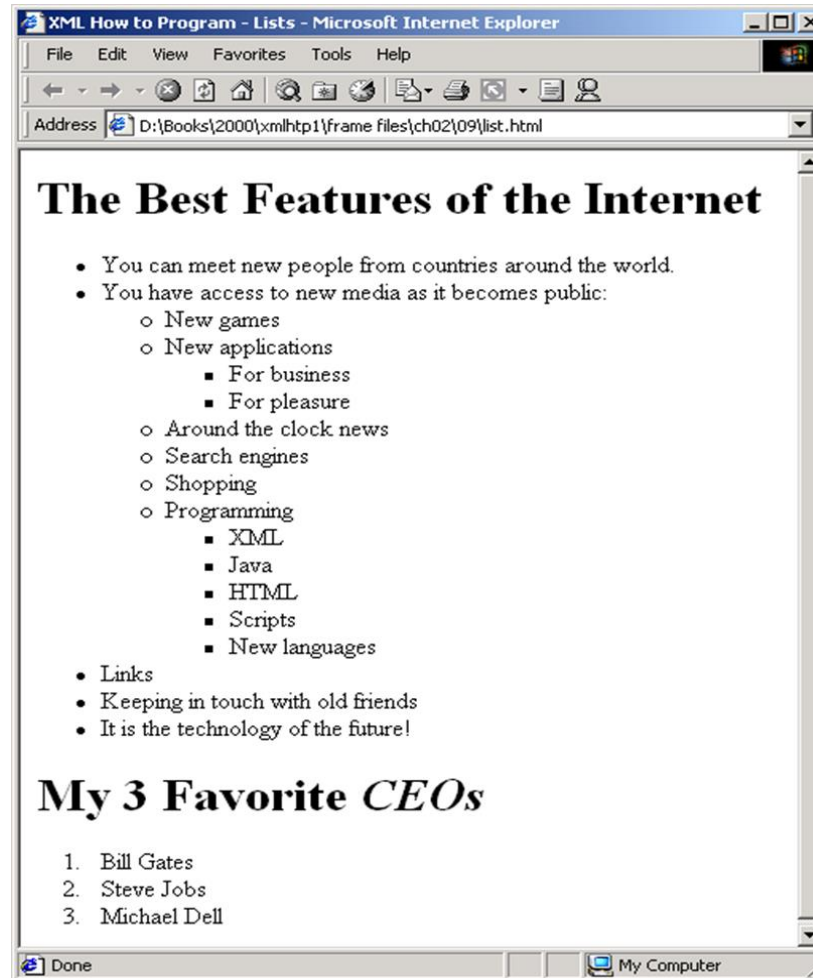 XML How to Program - Lists - Microsoft Internet Explorer
File Edit View Favorites Tools Help
Address D:\Books\2000\xmlhtp1\frame files\ch02\09\list.html
The Best Features of the Internet
• You can meet new people from countries around the world.
• You have access to new media as it becomes public:
○ New games
○ New applications
■ For business
■ For pleasure
○ Around the clock news
○ Search engines
○ Shopping
○ Programming
■ XML
■ Java
■ HTML
■ Scripts
■ New languages
• Links
• Keeping in touch with old friends
• It is the technology of the future!
My 3 Favorite CEOs
1. Bill Gates
2. Steve Jobs
3. Michael Dell
Done My Computer